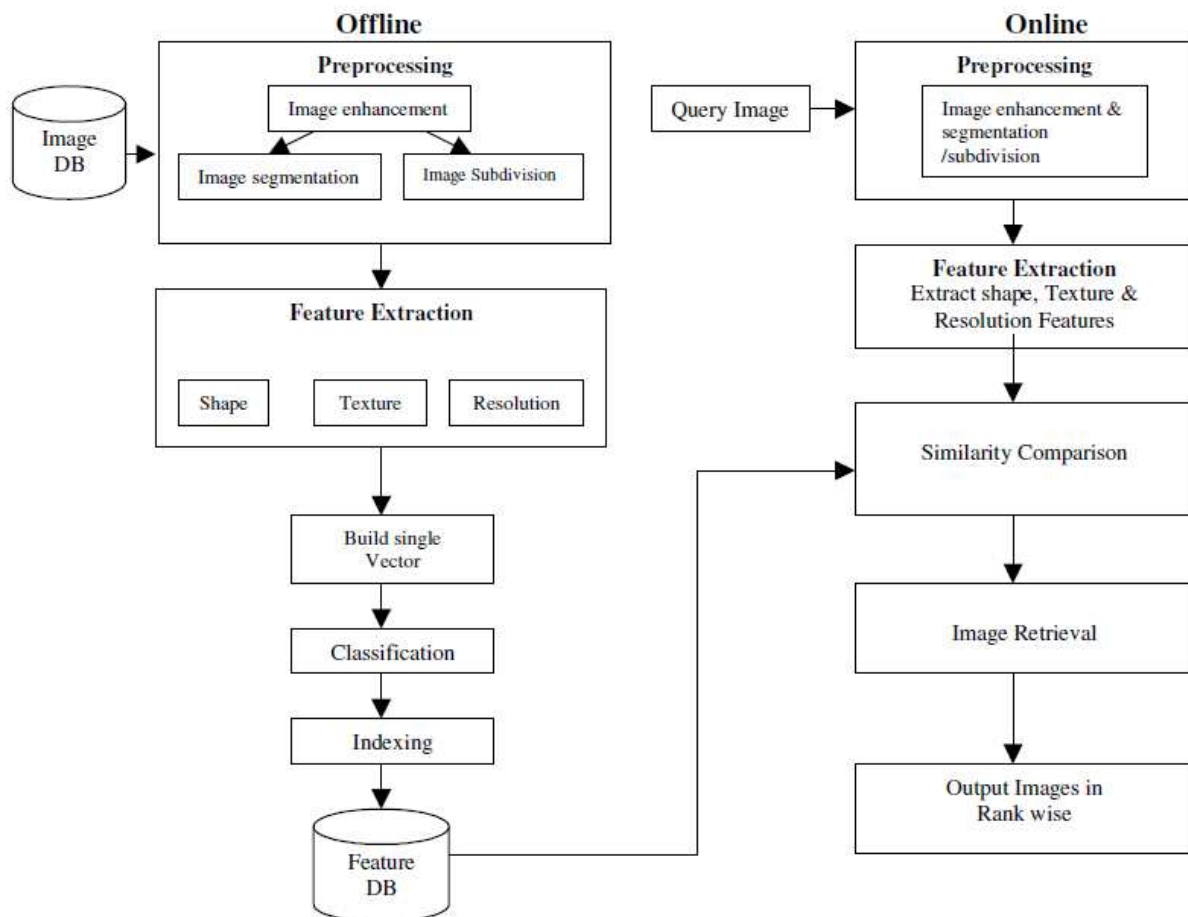 Offline
Preprocessing
Image enhancement
Image segmentation
Image Subdivision
Image
DB
Feature Extraction
Shape
Texture
Resolution
Build single
Vector
Classification
Indexing
Feature
DB
Online
Query Image
Preprocessing
Image enhancement &
segmentation
/subdivision
Feature Extraction
Extract shape, Texture &
Resolution Features
Similarity Comparison
Image Retrieval
Output Images in
Rank wise